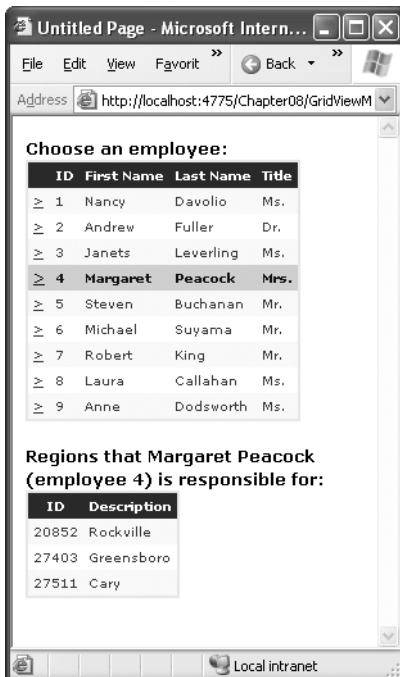 Untitled Page - Microsoft Intern...
File Edit View Favorit » Back »
Address http://localhost:4775/Chapter08/GridViewM
Choose an employee:
ID First Name Last Name Title
> 1 Nancy Davolio Ms.
> 2 Andrew Fuller Dr.
> 3 Janets Leverling Ms.
> 4 Margaret Peacock Mrs.
> 5 Steven Buchanan Mr.
> 6 Michael Suyama Mr.
> 7 Robert King Mr.
> 8 Laura Callahan Ms.
> 9 Anne Dodsworth Ms.
Regions that Margaret Peacock
(employee 4) is responsible for:
ID Description
20852 Rockville
27403 Greensboro
27511 Cary
Local intranet